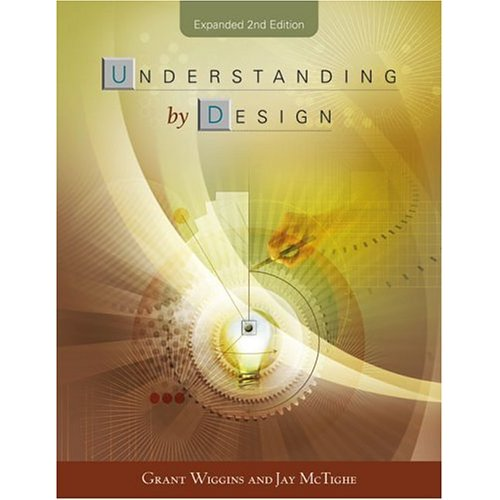 Expanded 2nd Edition
UNDERSTANDING
by DESIGN
GRANT WIGGINS AND JAY MCTIGHE